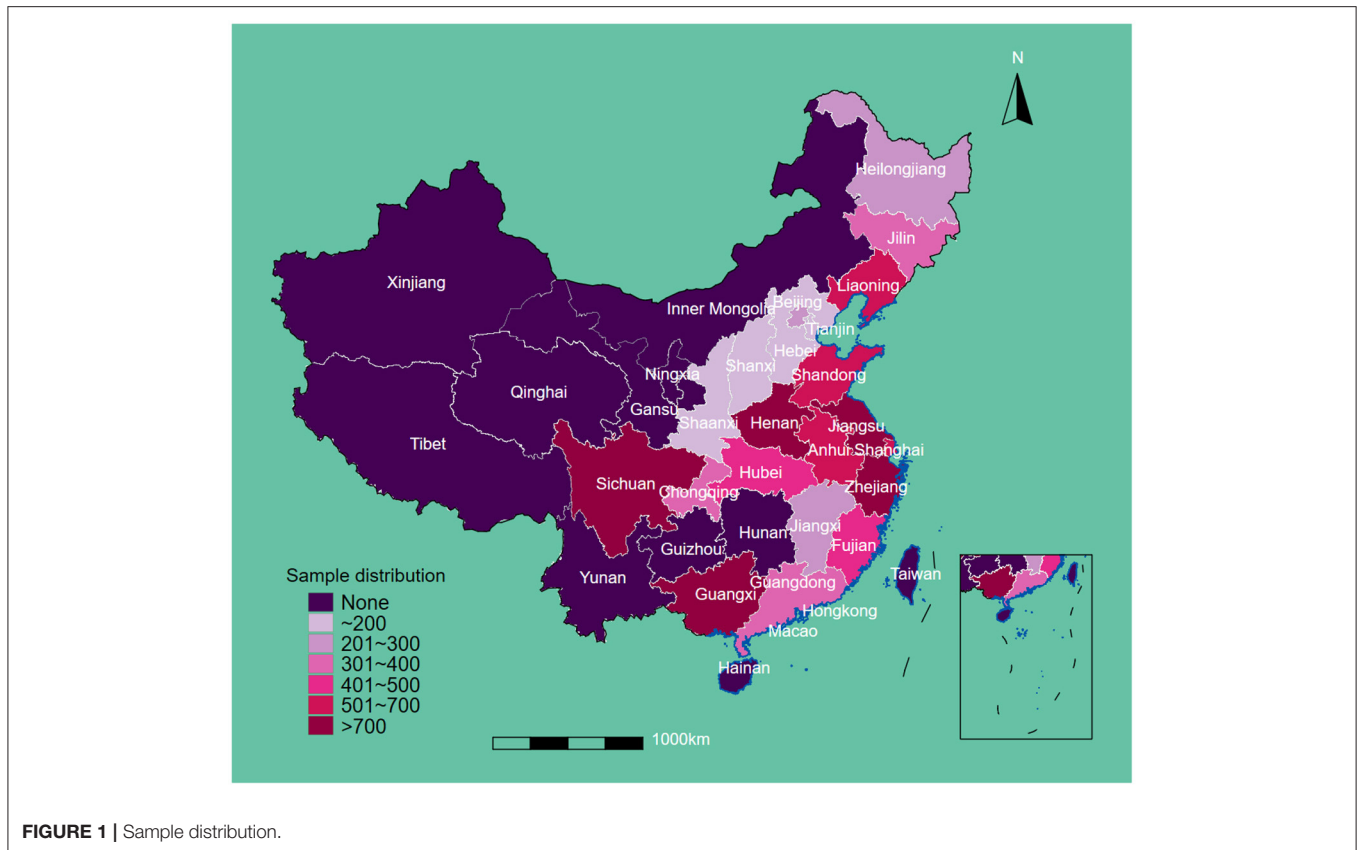 N
Heilongjiang
Jilin
Xinjiang
Liaoning
Inner Mongolia
Beijing
Tianjin
Hebei
Shanxi
Ningxia
Shandong
Qinghai
Gansu
Shaanxi
Henan
Jiangsu
Tibet
Anhui
Shanghai
Hubei
Sichuan
Chongqing
Zhejiang
Hunan
Jiangxi
Guizhou
Fujian
Yunan
Taiwan
Guangdong
Guangxi
Hongkong
Macao
Hainan
Sample distribution
None
~200
201~300
301~400
401~500
501~700
>700
1000km
FIGURE 1 | Sample distribution.